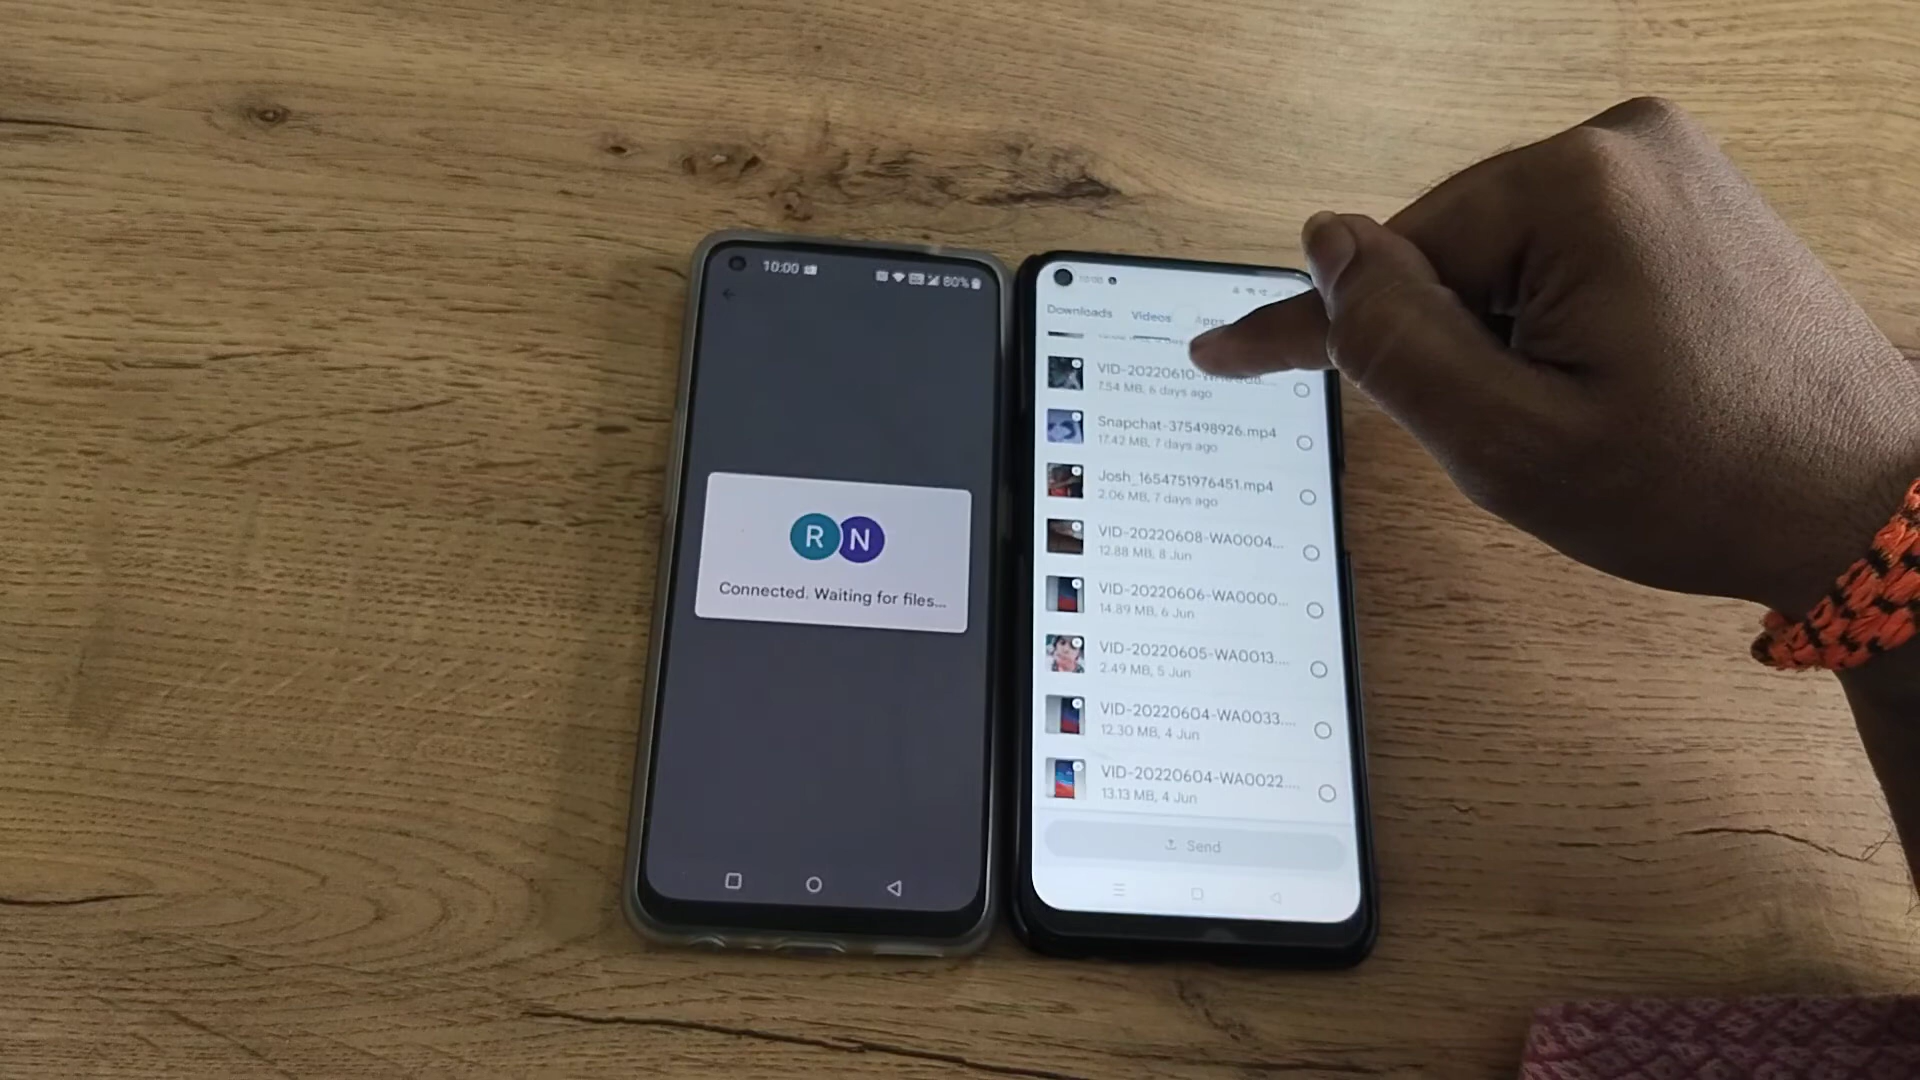 10:00
80%
R N
Connected. Waiting for files...
10:00
Downloads Videos Apps
VID-20220610-
7.54 MB, 6 days ago
Snapchat-375498926.mp4
17.42 MB, 7 days ago
Josh_1654751976451.mp4
2.06 MB, 7 days ago
VID-20220608-WA0004...
12.88 MB, 8 Jun
VID-20220606-WA0000...
14.89 MB, 6 Jun
VID-20220605-WA0013....
2.49 MB, 5 Jun
VID-20220604-WA0033....
12.30 MB, 4 Jun
VID-20220604-WA0022....
13.13 MB, 4 Jun
Send